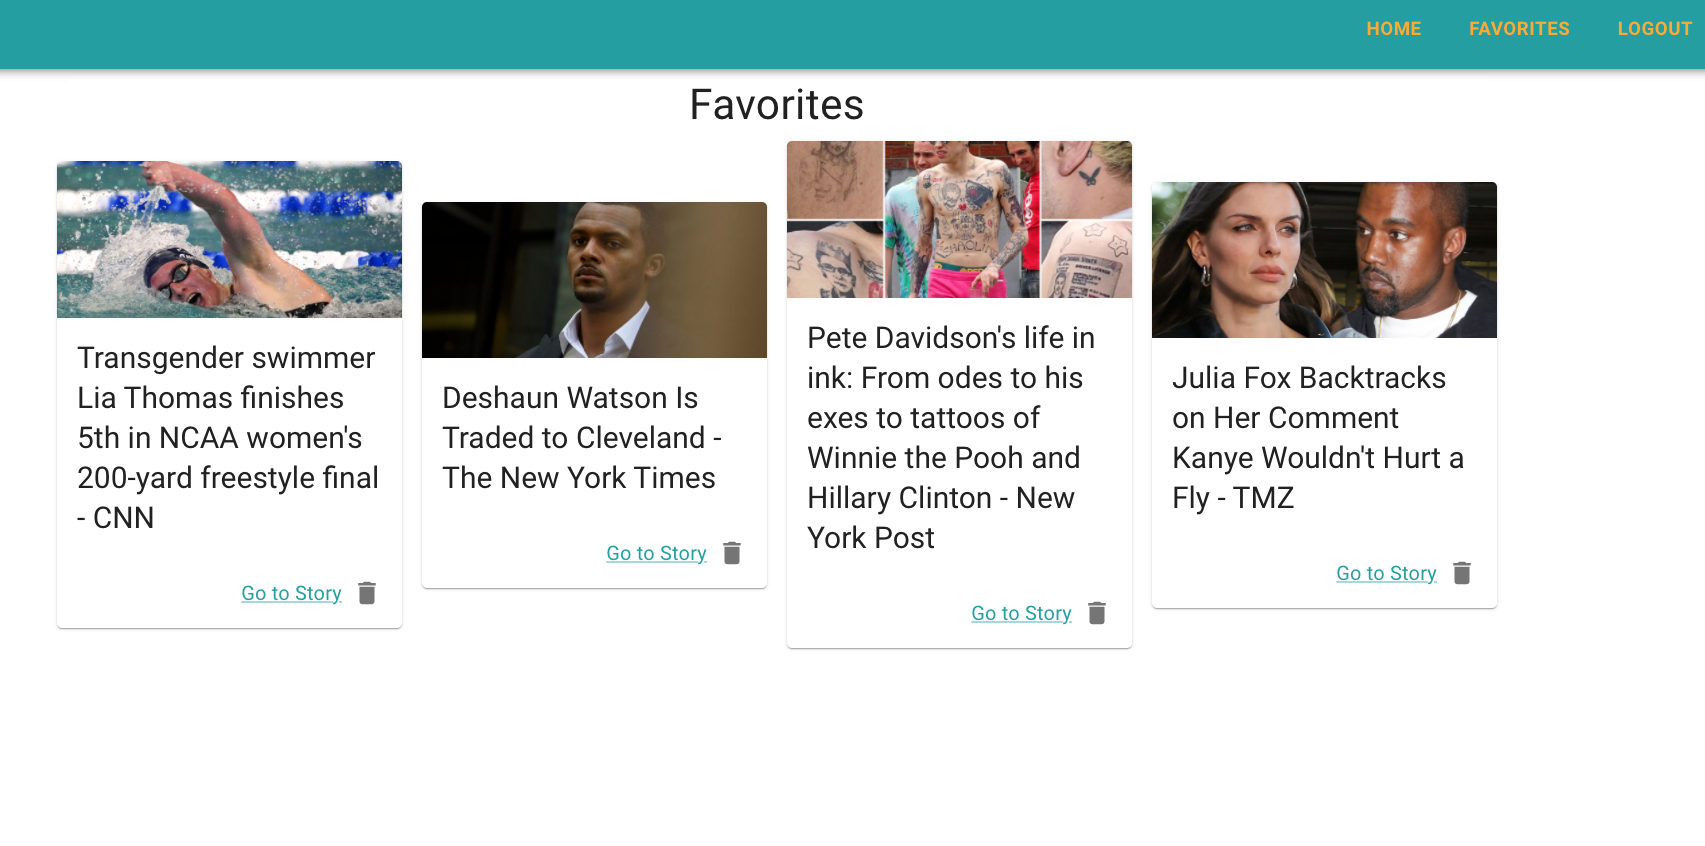 HOME FAVORITES LOGOUT
Favorites
Transgender swimmer
Lia Thomas finishes
5th in NCAA women's
200-yard freestyle final
- CNN
Go to Story
Deshaun Watson Is
Traded to Cleveland -
The New York Times
Go to Story
SHAOLIN
Pete Davidson's life in
ink: From odes to his
exes to tattoos of
Winnie the Pooh and
Hillary Clinton - New
York Post
Go to Story
Julia Fox Backtracks
on Her Comment
Kanye Wouldn't Hurt a
Fly - TMZ
Go to Story